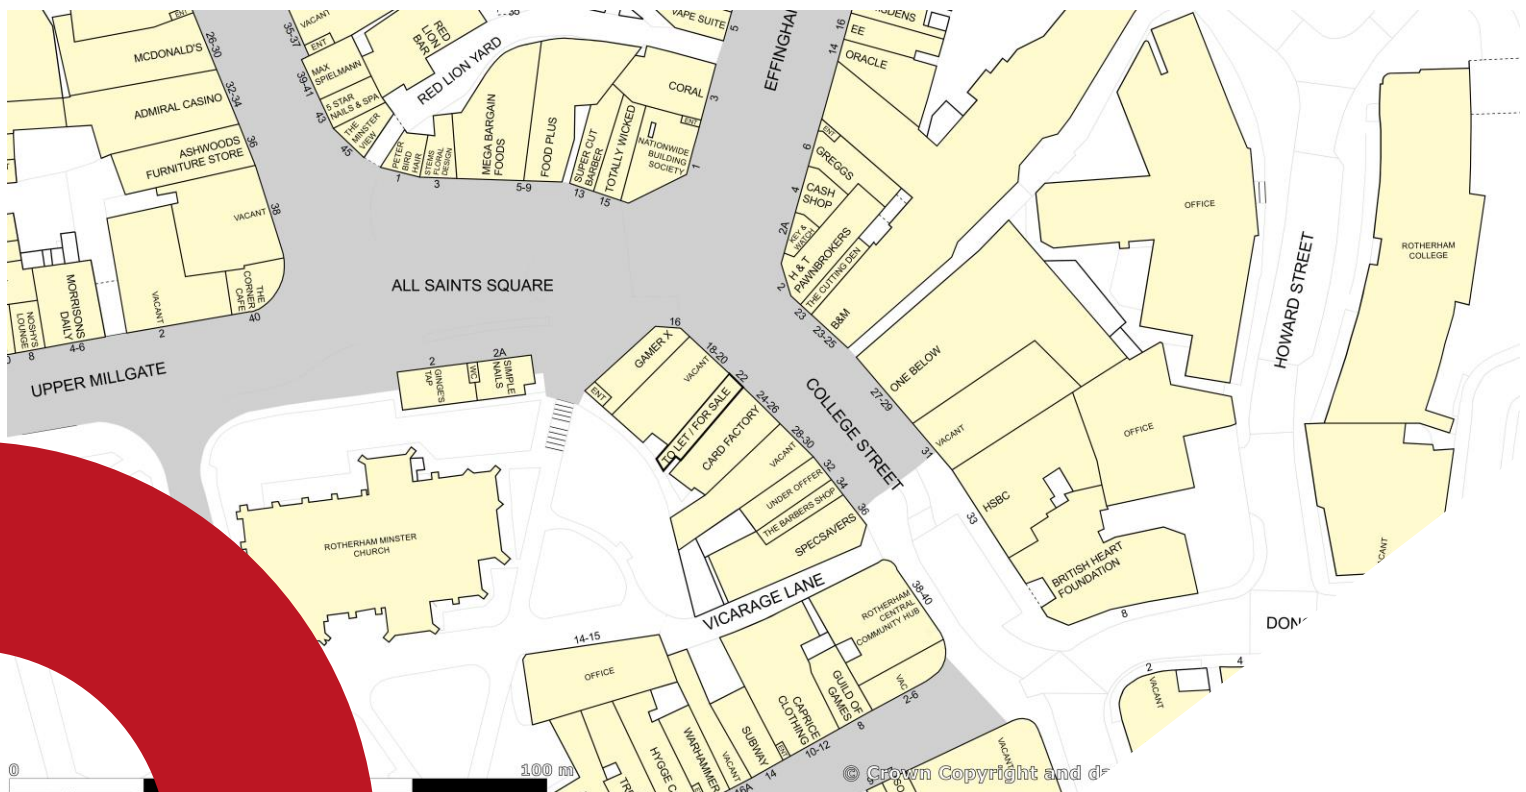 ENT
26-30
MCDONALD'S
32-34
ADMIRAL CASINO
36
ASHWOODS
FURNITURE STORE
VACANT
38
THE
CORNER
CAFE
40
VACANT
2
MORRISONS
DAILY
4-6
NOSHYS
LOUNGE
8
UPPER MILLGATE
35-37
VACANT
ENT
39-41
MAX
SPIELMANN
5 STAR
NAILS & SPA
43
THE
MINSTER
VIEW
45
RED
LION
BAR
RED LION YARD
PETER
BIRD
HAIR
1
STEMS
FLORAL
DESIGN
3
MEGA BARGAIN
FOODS
5-9
FOOD PLUS
SUPER CUT
BARBER
13
TOTALLY WICKED
15
NATIONWIDE
BUILDING
SOCIETY
1
ENT
CORAL
3
VAPE SUITE
5
ALL SAINTS SQUARE
16
EE
14
ORACLE
ENT
6
GREGGS
4
CASH
SHOP
2A
KEY &
WATCH
H & T
PAWNBROKERS
2
THE CUTTING DEN
23
B&M
23-25
ONE BELOW
27-29
VACANT
31
HSBC
33
BRITISH HEART
FOUNDATION
8
OFFICE
OFFICE
HOWARD STREET
ROTHERHAM
COLLEGE
2
GINGE'S
TAP
WC
2A
SIMPLE
NAILS
16
GAMER X
ENT
18-20
VACANT
22
TO LET / FOR SALE
24-26
CARD FACTORY
28-30
VACANT
32
UNDER OFFFER
34
THE BARBERS SHOP
36
SPECSAVERS
COLLEGE STREET
VICARAGE LANE
ROTHERHAM MINSTER
CHURCH
14-15
OFFICE
38-40
ROTHERHAM
CENTRAL
COMMUNITY HUB
VAC
2-6
GUILD OF
GAMES
8
CAPRICE
CLOTHING
10-12
ENT
SUBWAY
14
VACANT
16A
WARHAMMER
HYGGE C
2
VACANT
4
VACANT
0
100 m
© Crown Copyright and da